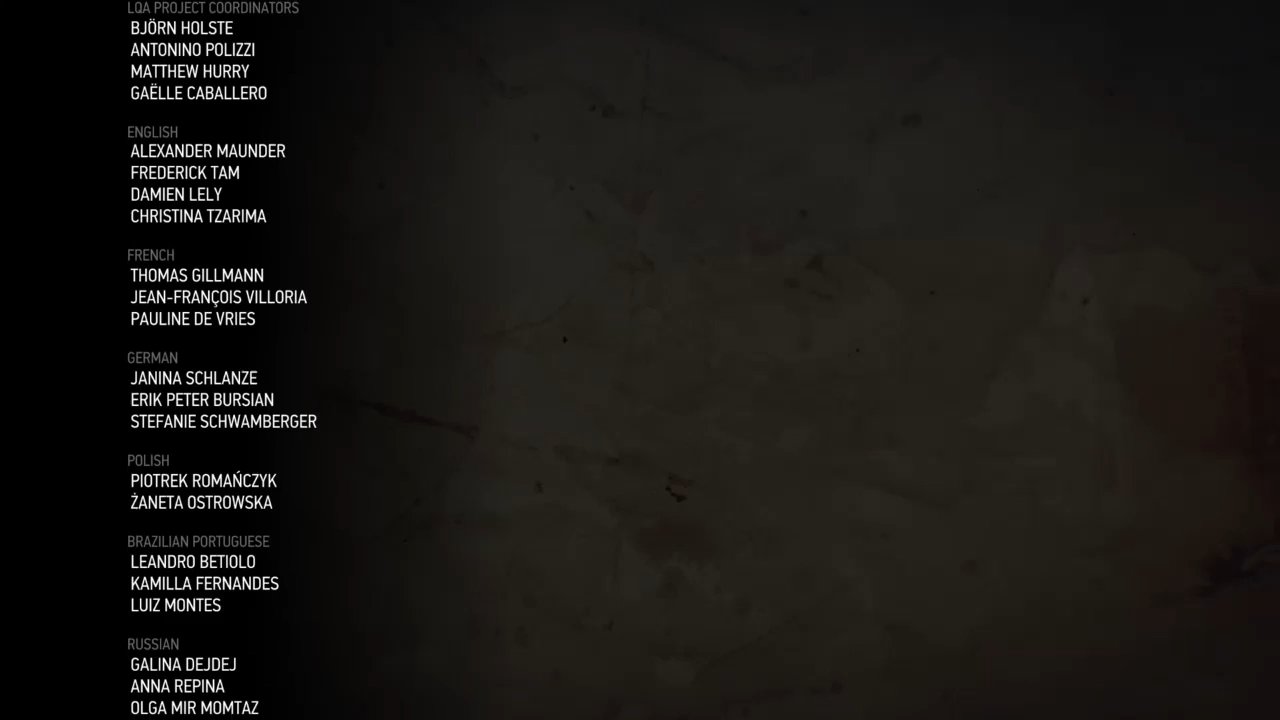 LQA PROJECT COORDINATORS
BJÖRN HOLSTE
ANTONINO POLIZZI
MATTHEW HURRY
GAËLLE CABALLERO
ENGLISH
ALEXANDER MAUNDER
FREDERICK TAM
DAMIEN LELY
CHRISTINA TZARIMA
FRENCH
THOMAS GILLMANN
JEAN-FRANÇOIS VILLORIA
PAULINE DE VRIES
GERMAN
JANINA SCHLANZE
ERIK PETER BURSIAN
STEFANIE SCHWAMBERGER
POLISH
PIOTREK ROMAŃCZYK
ŻANETA OSTROWSKA
BRAZILIAN PORTUGUESE
LEANDRO BETIOLO
KAMILLA FERNANDES
LUIZ MONTES
RUSSIAN
GALINA DEJDEJ
ANNA REPINA
OLGA MIR MOMTAZ